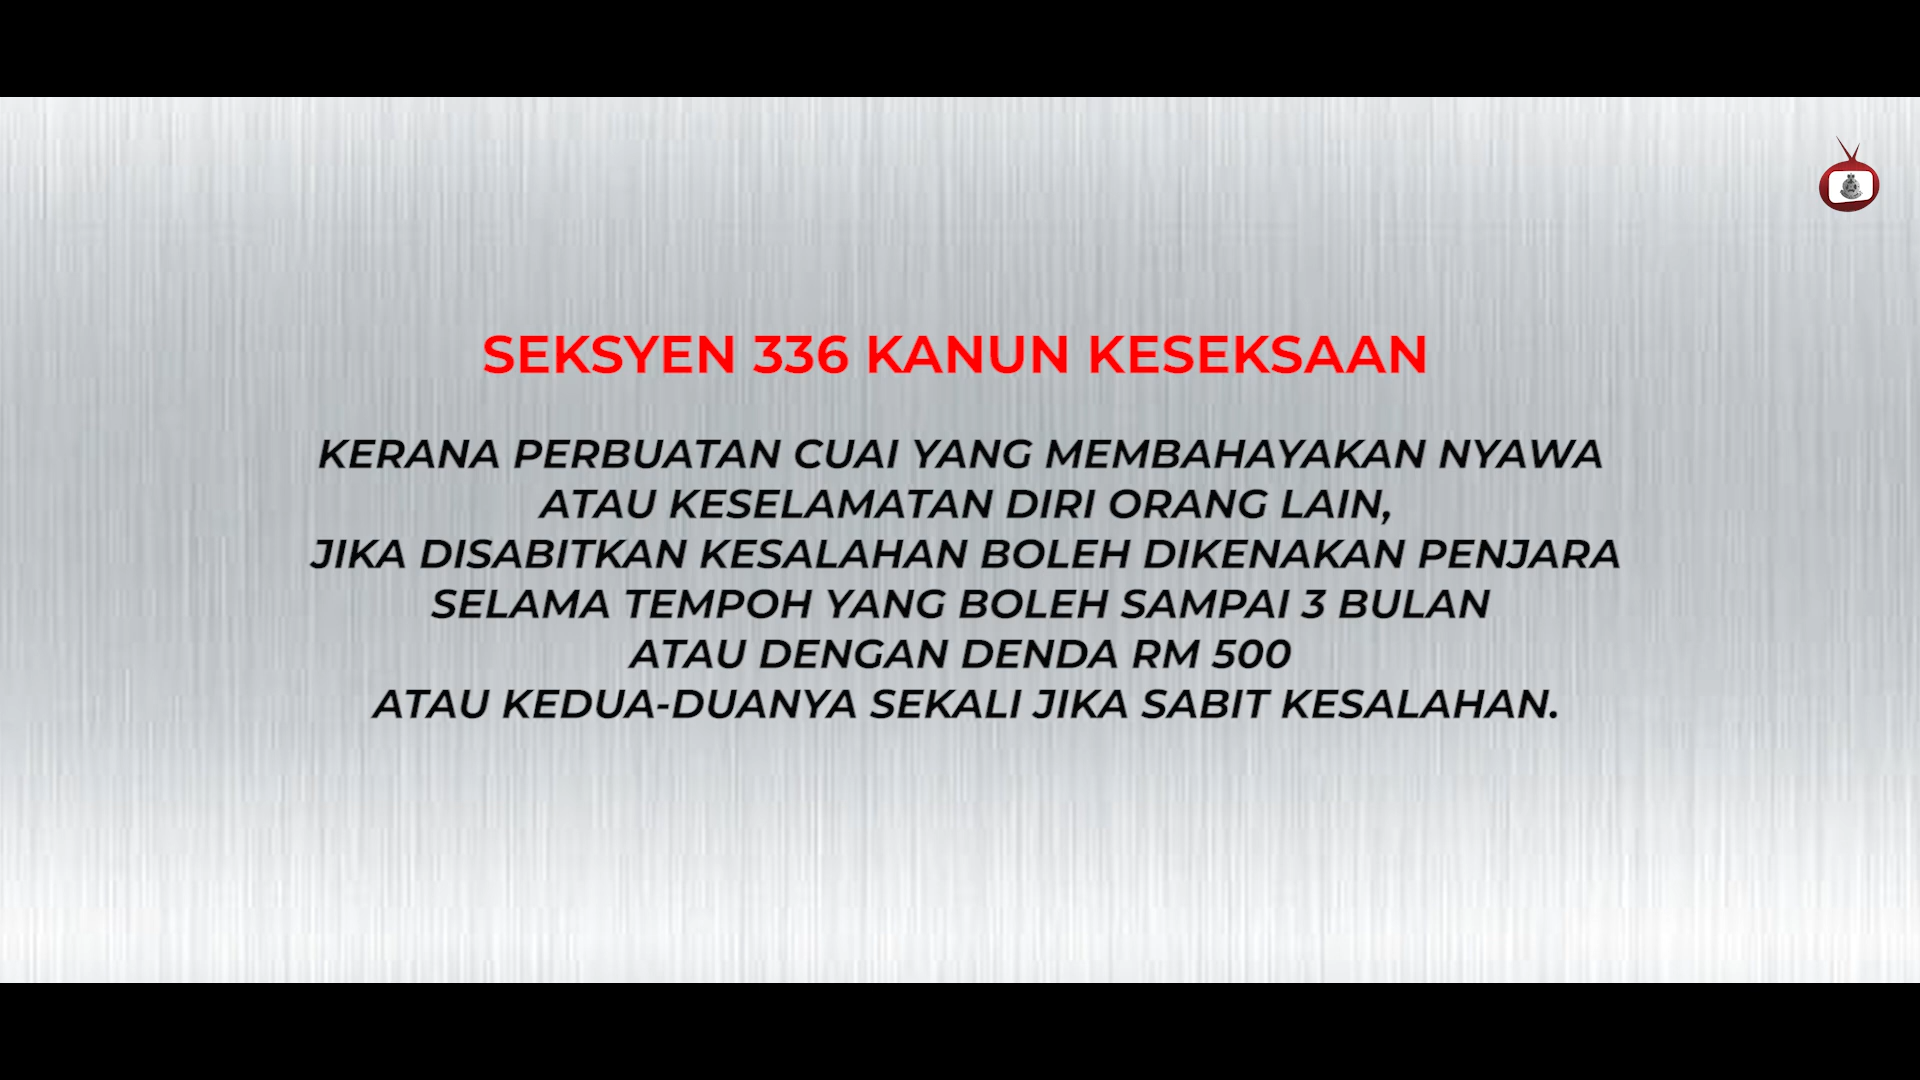 SEKSYEN 336 KANUN KESEKSAAN
KERANA PERBUATAN CUAI YANG MEMBAHAYAKAN NYAWA
ATAU KESELAMATAN DIRI ORANG LAIN,
JIKA DISABITKAN KESALAHAN BOLEH DIKENAKAN PENJARA
SELAMA TEMPOH YANG BOLEH SAMPAI 3 BULAN
ATAU DENGAN DENDA RM 500
ATAU KEDUA-DUANYA SEKALI JIKA SABIT KESALAHAN.